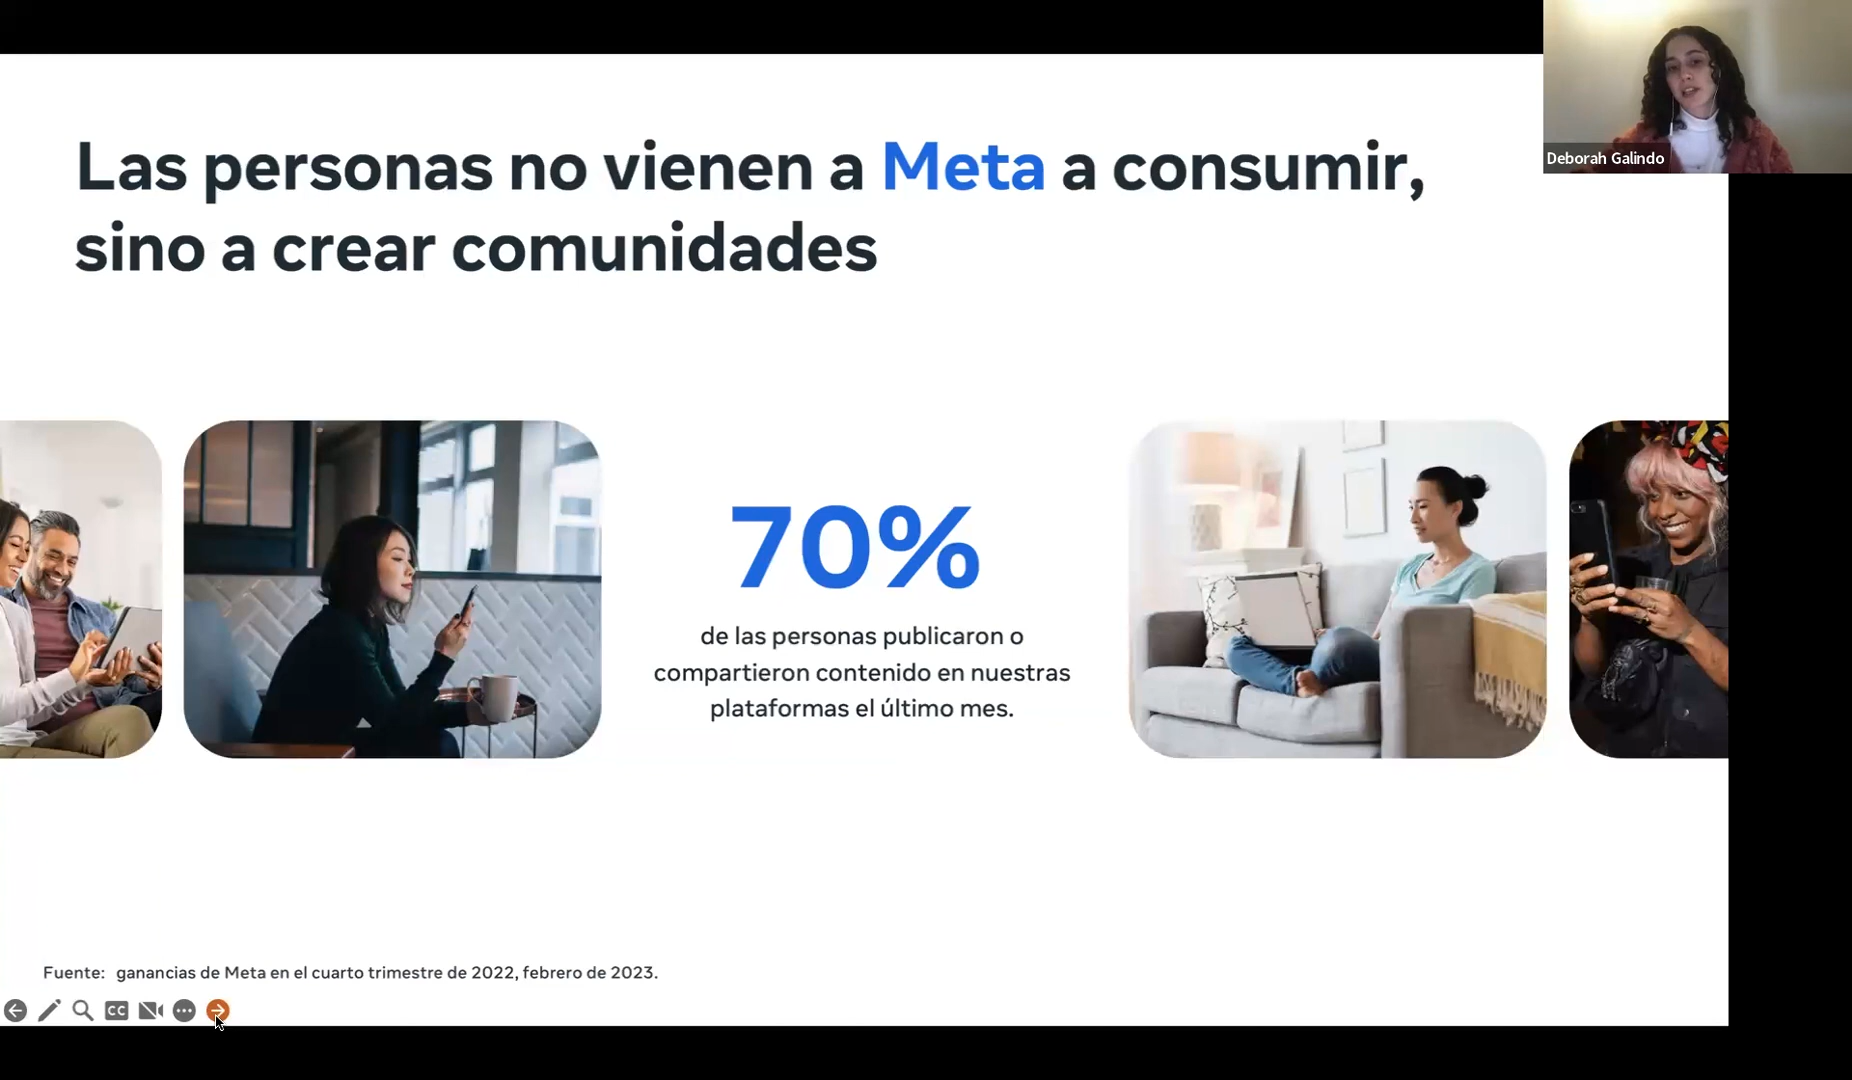 Las personas no vienen a Meta a consumir,
sino a crear comunidades
Deborah Galindo
70%
de las personas publicaron o
compartieron contenido en nuestras
plataformas el último mes.
Fuente: ganancias de Meta en el cuarto trimestre de 2022, febrero de 2023.
CC